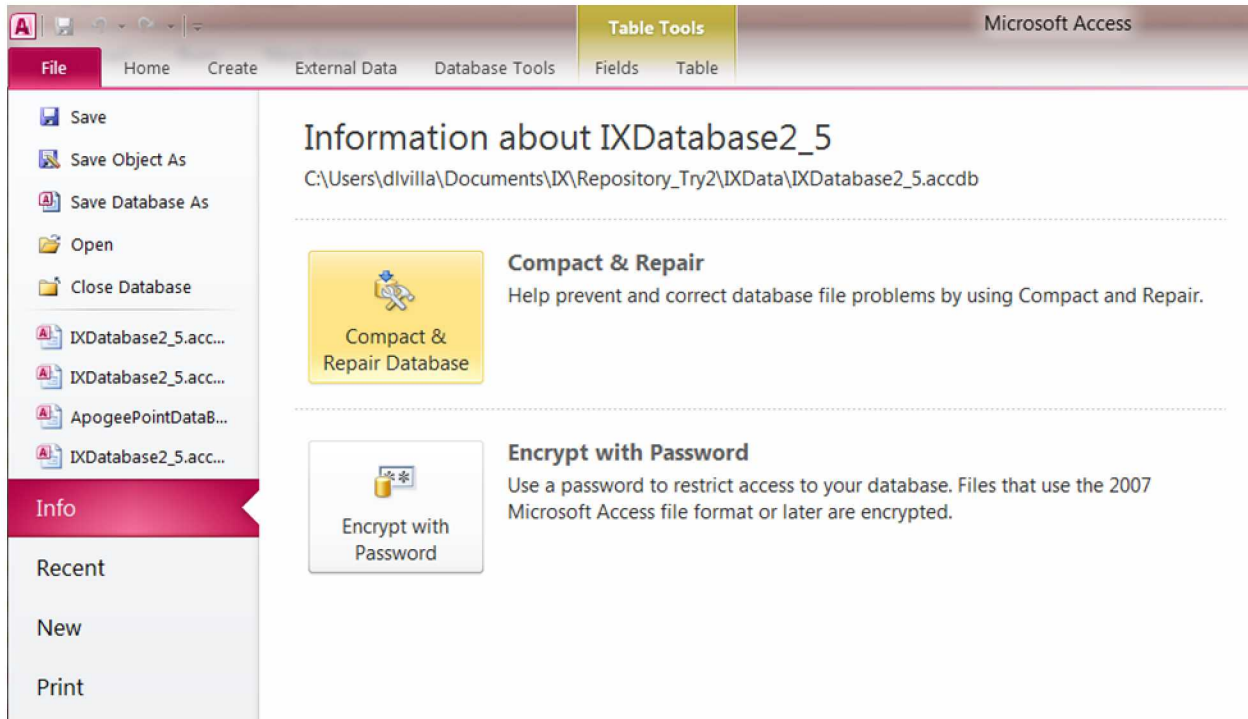 Table Tools
Microsoft Access
File Home Create External Data Database Tools Fields Table
Save
Save Object As
Save Database As
Open
Close Database
IXDatabase2_5.acc...
IXDatabase2_5.acc...
ApogeePointDataB...
IXDatabase2_5.acc...
Info
Recent
New
Print
Information about IXDatabase2_5
C:\Users\dlvilla\Documents\IX\Repository_Try2\IXData\IXDatabase2_5.accdb
Compact &
Repair Database
Compact & Repair
Help prevent and correct database file problems by using Compact and Repair.
Encrypt with
Password
Encrypt with Password
Use a password to restrict access to your database. Files that use the 2007
Microsoft Access file format or later are encrypted.